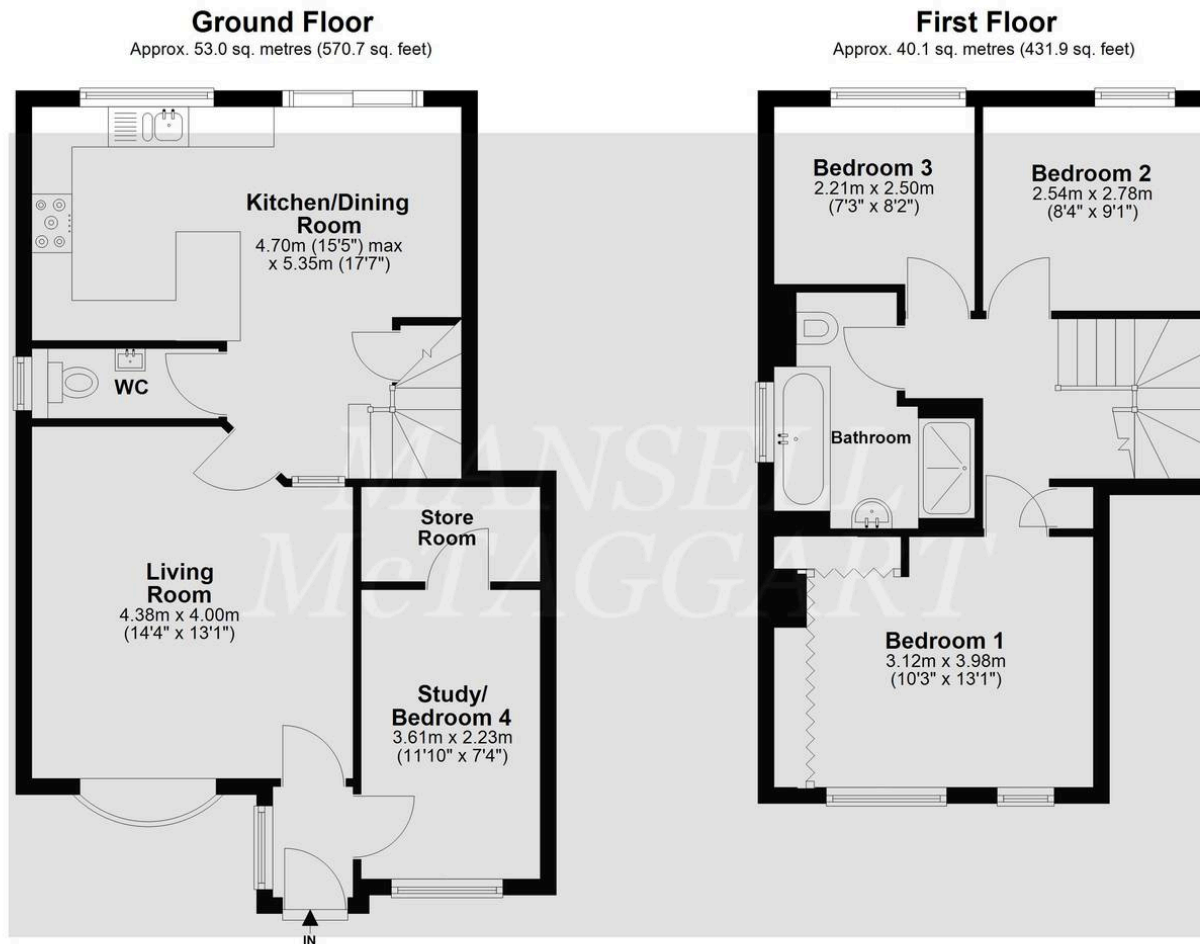 Ground Floor
Approx. 53.0 sq. metres (570.7 sq. feet)
Kitchen/Dining
Room
4.70m (15'5") max
x 5.35m (17'7")
WC
Store
Room
Living
Room
4.38m x 4.00m
(14'4" x 13'1")
Study/
Bedroom 4
3.61m x 2.23m
(11'10" x 7'4")
IN
First Floor
Approx. 40.1 sq. metres (431.9 sq. feet)
Bedroom 3
2.21m x 2.50m
(7'3" x 8'2")
Bedroom 2
2.54m x 2.78m
(8'4" x 9'1")
Bathroom
Bedroom 1
3.12m x 3.98m
(10'3" x 13'1")
MANSELL
McTAGGART